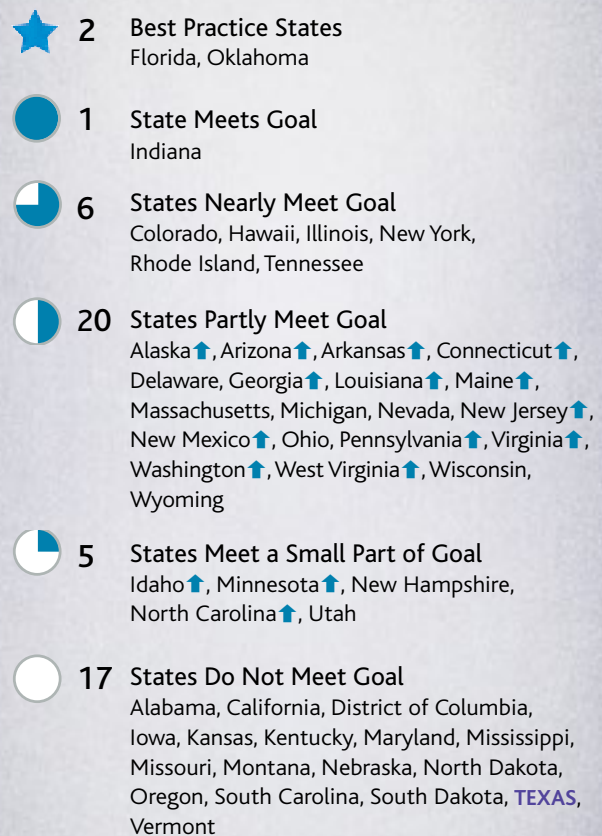 2 Best Practice States
Florida, Oklahoma
1 State Meets Goal
Indiana
6 States Nearly Meet Goal
Colorado, Hawaii, Illinois, New York,
Rhode Island, Tennessee
20 States Partly Meet Goal
Alaska⬆, Arizona⬆, Arkansas⬆, Connecticut⬆,
Delaware, Georgia⬆, Louisiana⬆, Maine⬆,
Massachusetts, Michigan, Nevada, New Jersey⬆,
New Mexico⬆, Ohio, Pennsylvania⬆, Virginia⬆,
Washington⬆, West Virginia⬆, Wisconsin,
Wyoming
5 States Meet a Small Part of Goal
Idaho⬆, Minnesota⬆, New Hampshire,
North Carolina⬆, Utah
17 States Do Not Meet Goal
Alabama, California, District of Columbia,
Iowa, Kansas, Kentucky, Maryland, Mississippi,
Missouri, Montana, Nebraska, North Dakota,
Oregon, South Carolina, South Dakota, TEXAS,
Vermont